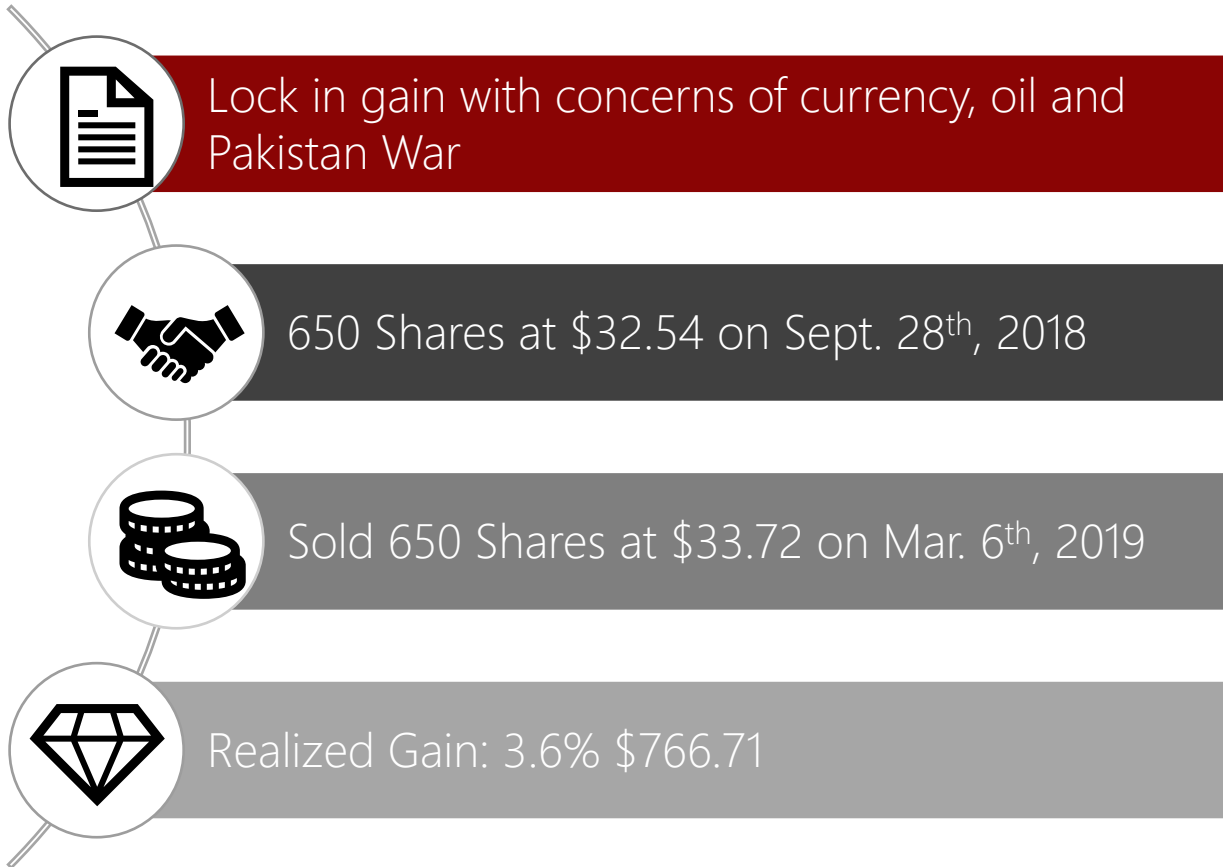 Lock in gain with concerns of currency, oil and
Pakistan War
650 Shares at $32.54 on Sept. 28th, 2018
Sold 650 Shares at $33.72 on Mar. 6th, 2019
Realized Gain: 3.6% $766.71